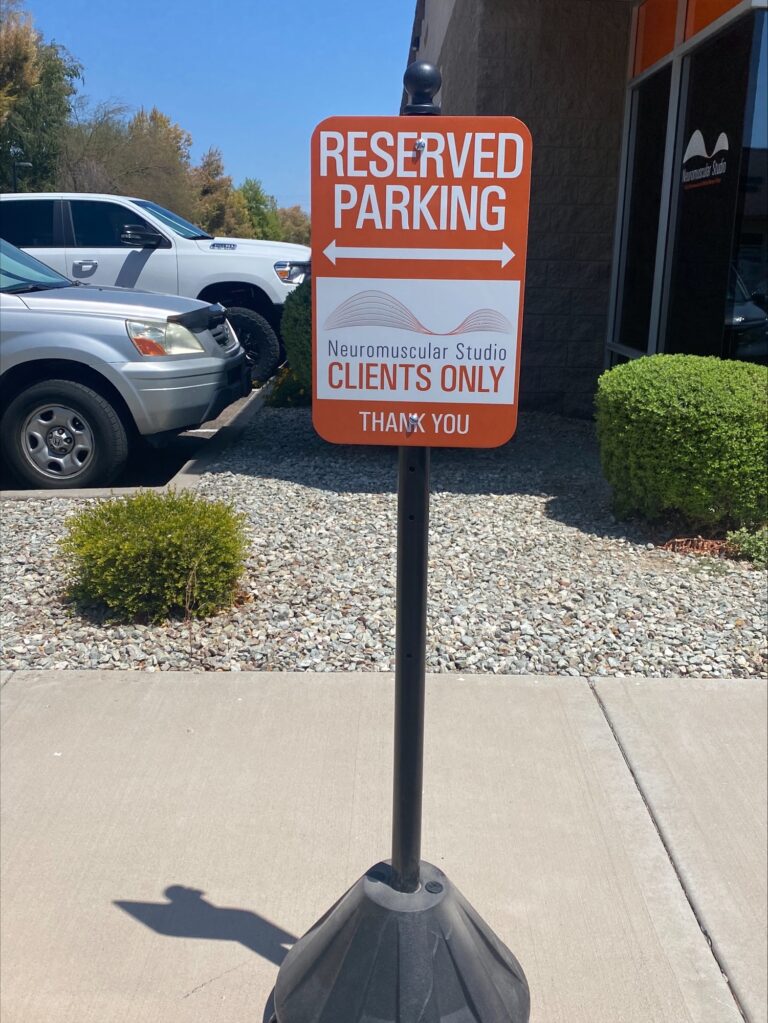 RESERVED
PARKING
Neuromuscular Studio
CLIENTS ONLY
THANK YOU
Neuromuscular Studio